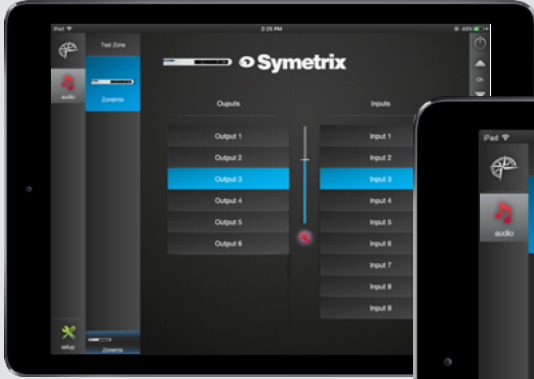 iPad
2:25 PM
48%
Test Zone
audio
Zonemix
Symetrix
Ch
Ouputs
Inputs
Output 1
Output 2
Output 3
Output 4
Output 5
Output 6
Input 1
Input 2
Input 3
Input 4
Input 5
Input 6
Input 7
Input 8
Input 9
setup
Zonemix
iPad
audio